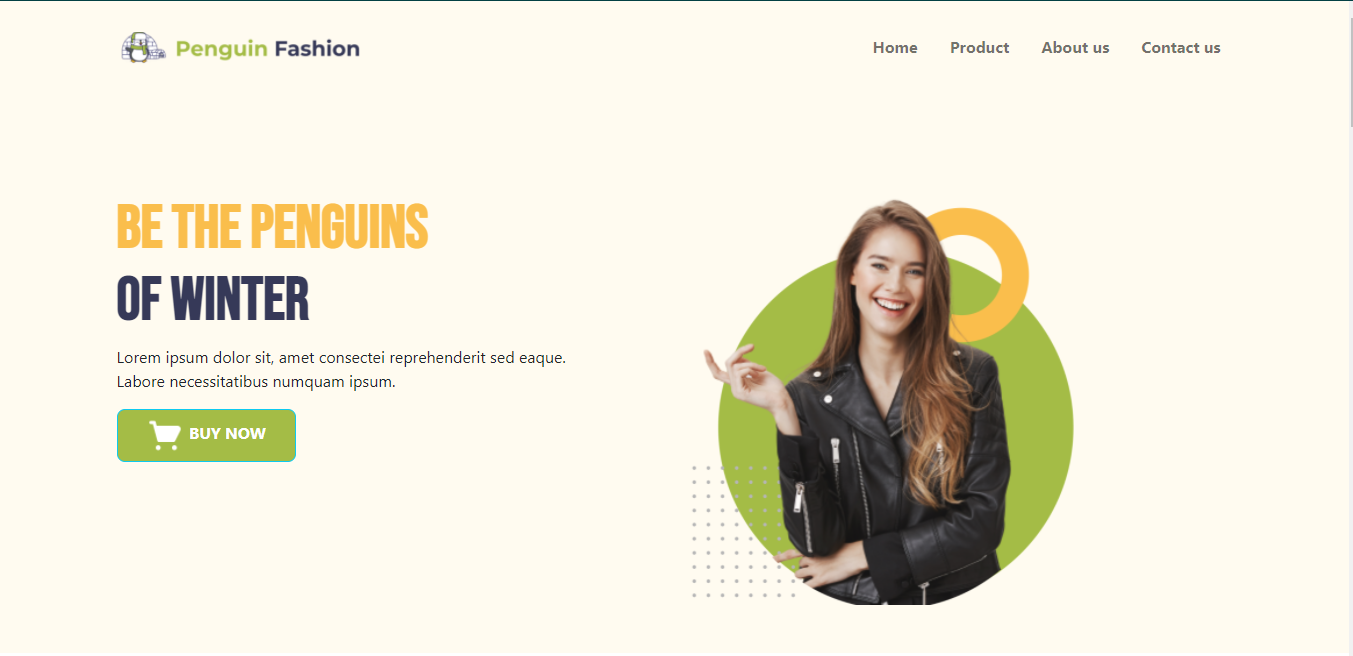 Penguin Fashion
Home Product About us Contact us
BE THE PENGUINS
OF WINTER
Lorem ipsum dolor sit, amet consectei reprehenderit sed eaque.
Labore necessitatibus numquam ipsum.
BUY NOW